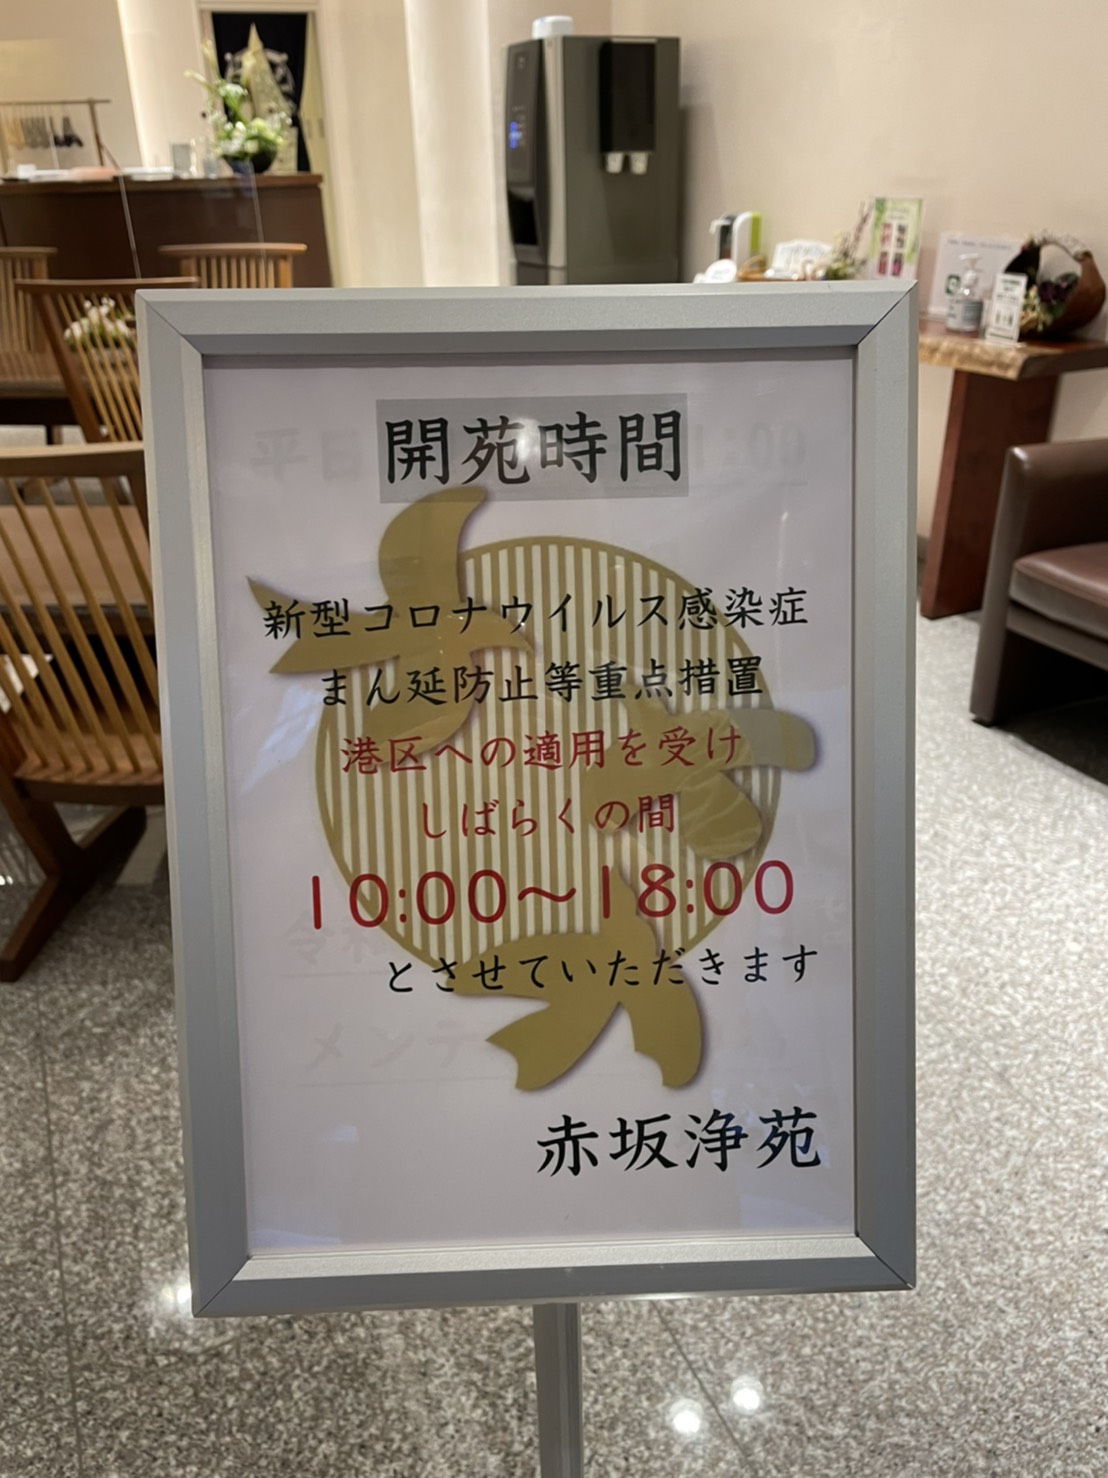 開苑時間
新型コロナウイルス感染症
まん延防止等重点措置
港区への適用を受け
しばらくの間
10:00～18:00
とさせていただきます
赤坂浄苑